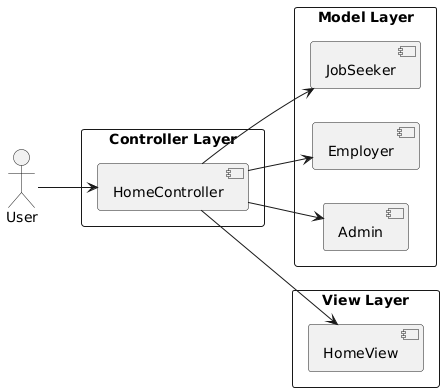 Model Layer
JobSeeker
Employer
Admin
Controller Layer
HomeController
User
View Layer
HomeView